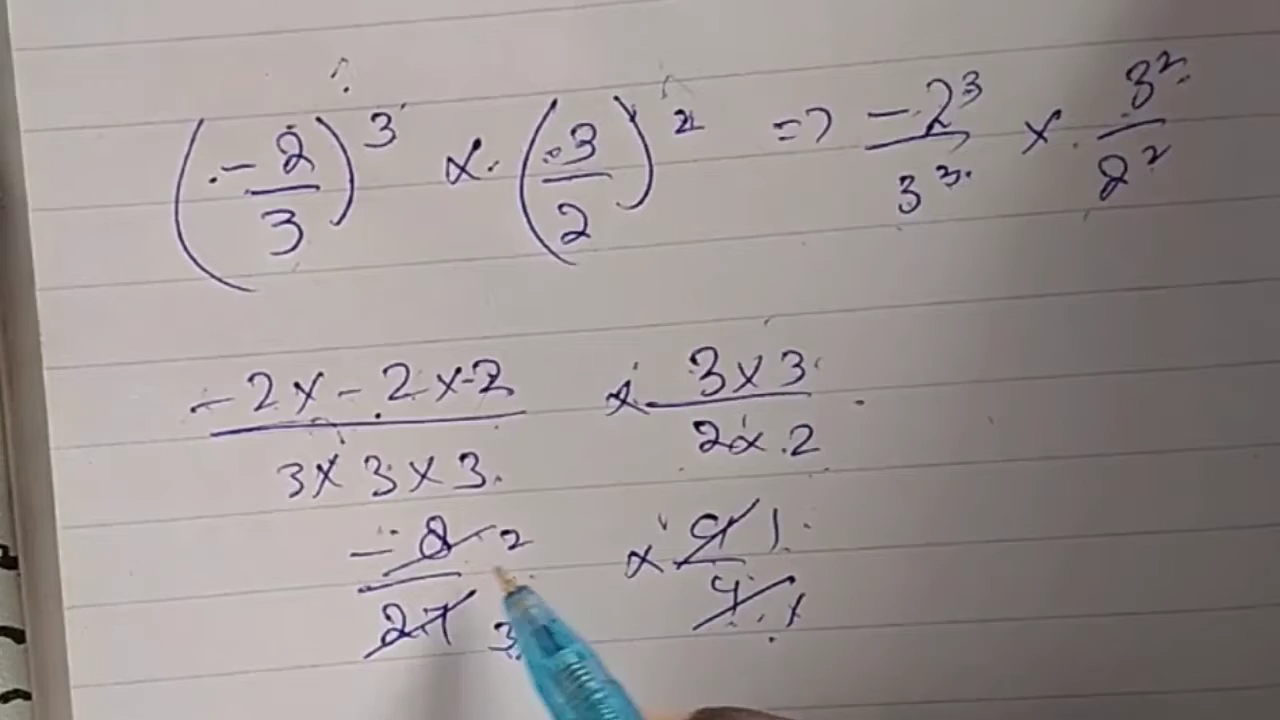 (-2/3)^3 × (3/2)^2 => -2^3/3^3 × 3^2/2^2
-2×-2×-2/3×3×3 × 3×3/2×2
-8 2/27 3 × 9 1/4 1